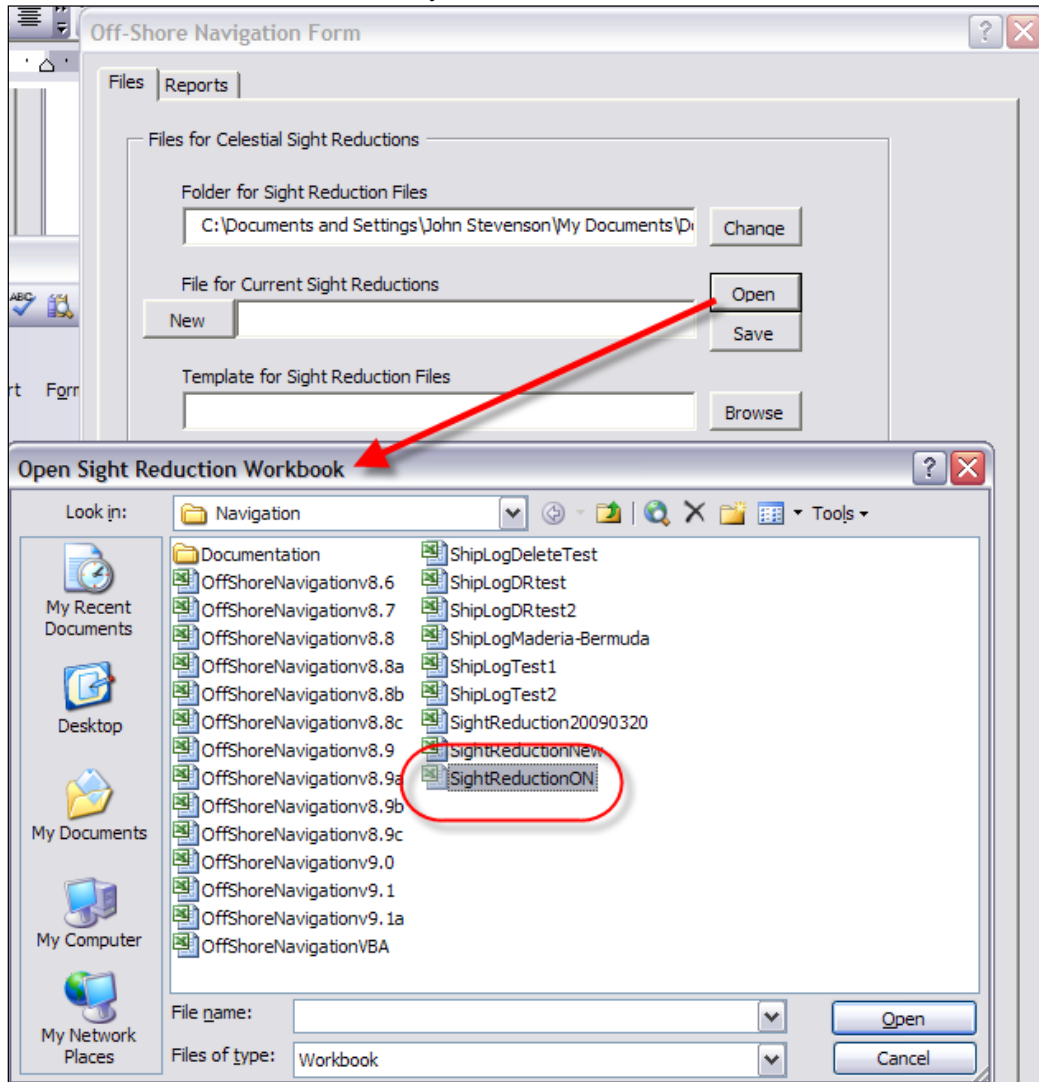 Off-Shore Navigation Form
Files
Reports
Files for Celestial Sight Reductions
Folder for Sight Reduction Files
C:\Documents and Settings\John Stevenson\My Documents\
Change
File for Current Sight Reductions
Open
New
Save
Template for Sight Reduction Files
Browse
ABC
Open Sight Reduction Workbook
Look in:
Navigation
Tools
My Recent
Documents
Desktop
My Documents
My Computer
My Network
Places
Documentation
OffShoreNavigationv8.6
OffShoreNavigationv8.7
OffShoreNavigationv8.8
OffShoreNavigationv8.8a
OffShoreNavigationv8.8b
OffShoreNavigationv8.8c
OffShoreNavigationv8.9
OffShoreNavigationv8.9a
OffShoreNavigationv8.9b
OffShoreNavigationv8.9c
OffShoreNavigationv9.0
OffShoreNavigationv9.1
OffShoreNavigationv9.1a
OffShoreNavigationVBA
ShipLogDeleteTest
ShipLogDRtest
ShipLogDRtest2
ShipLogMaderia-Bermuda
ShipLogTest1
ShipLogTest2
SightReduction20090320
SightReductionNew
SightReductionON
File name:
Open
Files of type:
Workbook
Cancel